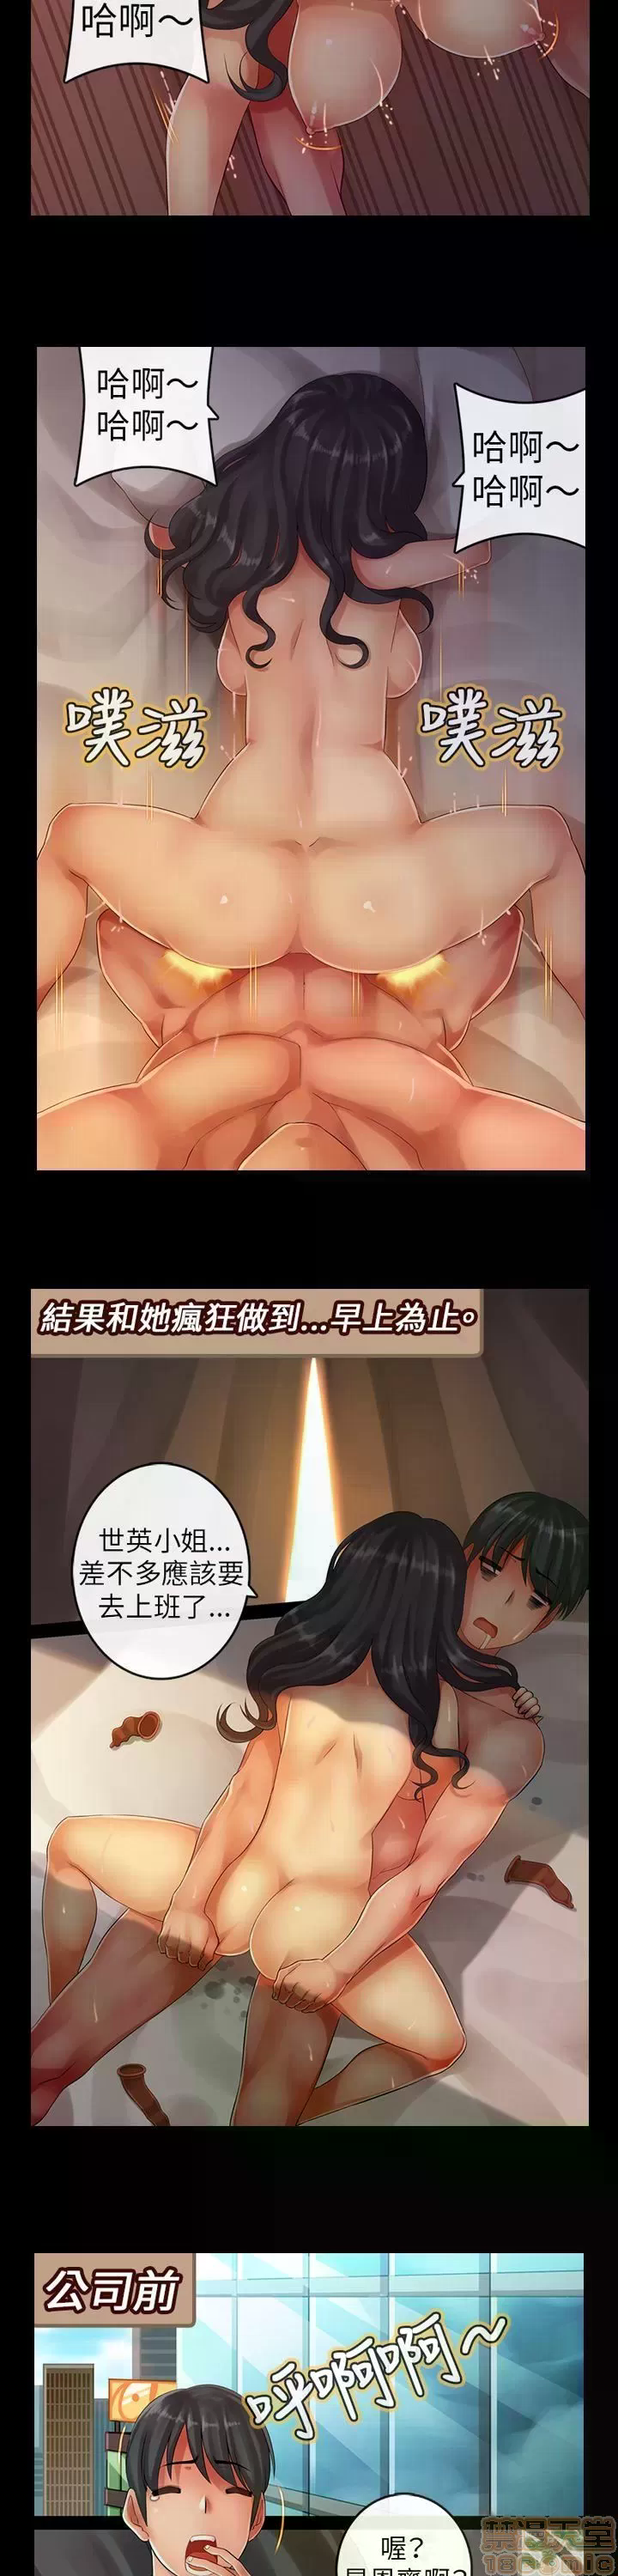 哈啊～
哈啊～
哈啊～
哈啊～
哈啊～
噗滋
噗滋
結果和她瘋狂做到...早上為止。
世英小姐...
差不多應該要
去上班了...
公司前
呼啊啊～
喔?